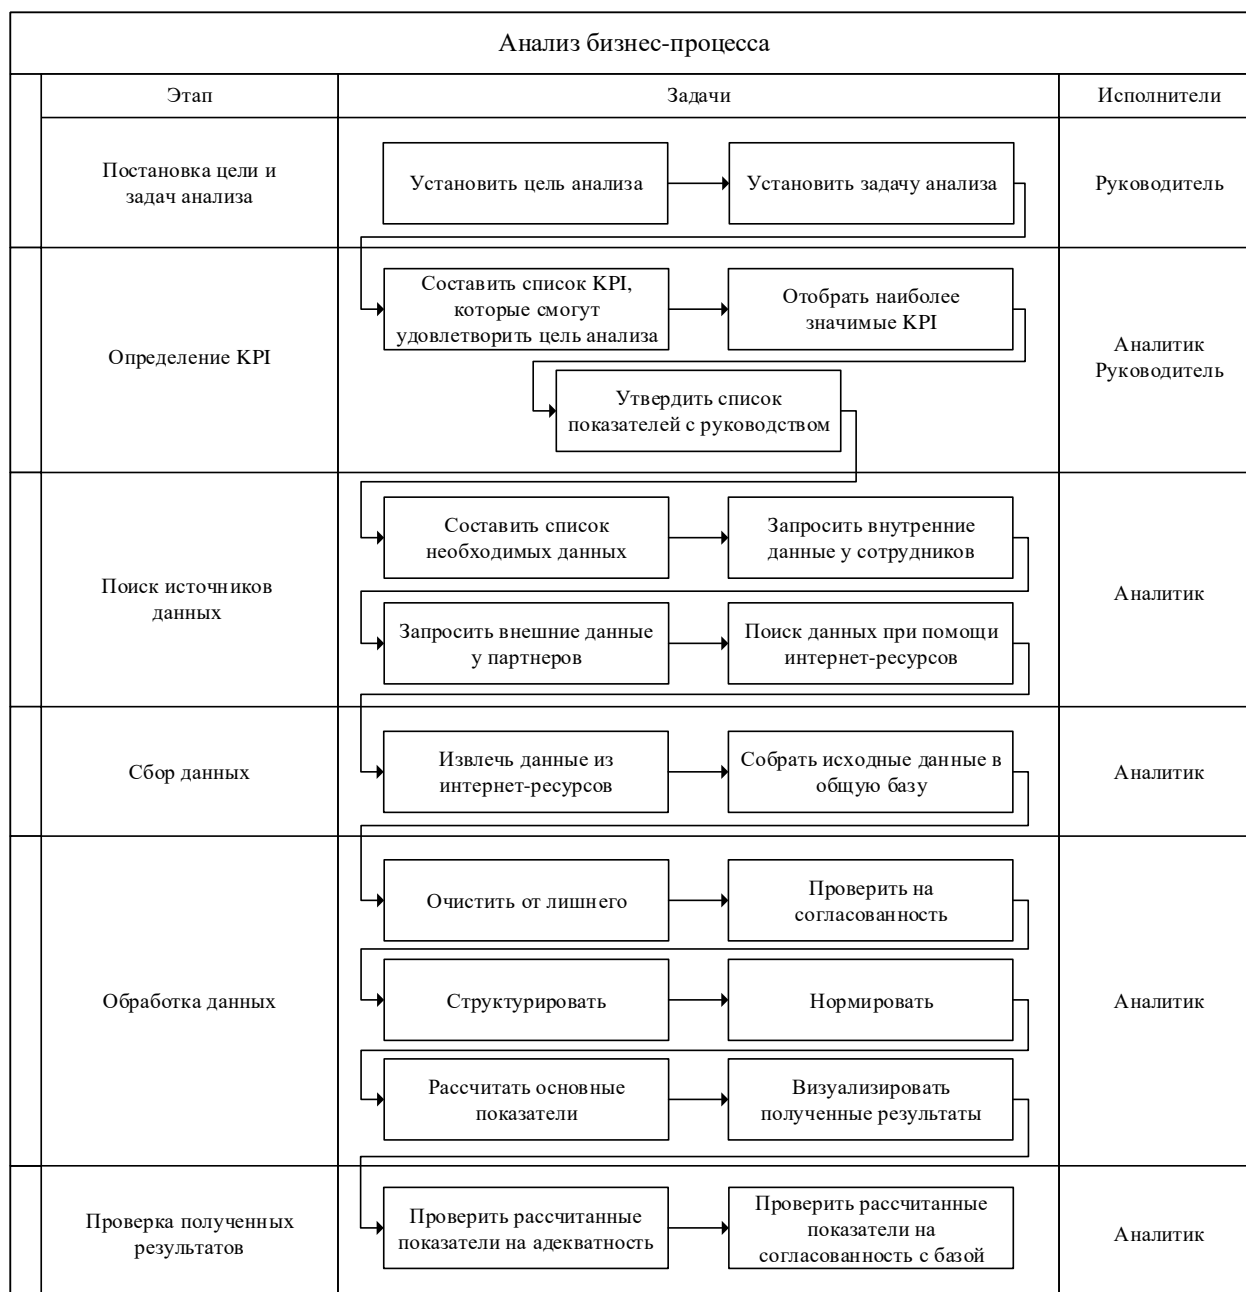 Анализ бизнес-процесса
Этап
Задачи
Исполнители
Постановка цели и
задач анализа
Установить цель анализа
Установить задачу анализа
Руководитель
Определение KPI
Составить список KPI,
которые смогут
удовлетворить цель анализа
Отобрать наиболее
значимые KPI
Утвердить список
показателей с руководством
Аналитик
Руководитель
Поиск источников
данных
Составить список
необходимых данных
Запросить внутренние
данные у сотрудников
Запросить внешние данные
у партнеров
Поиск данных при помощи
интернет-ресурсов
Аналитик
Сбор данных
Извлечь данные из
интернет-ресурсов
Собрать исходные данные в
общую базу
Аналитик
Обработка данных
Очистить от лишнего
Проверить на
согласованность
Структурировать
Нормировать
Рассчитать основные
показатели
Визуализировать
полученные результаты
Аналитик
Проверка полученных
результатов
Проверить рассчитанные
показатели на адекватность
Проверить рассчитанные
показатели на
согласованность с базой
Аналитик